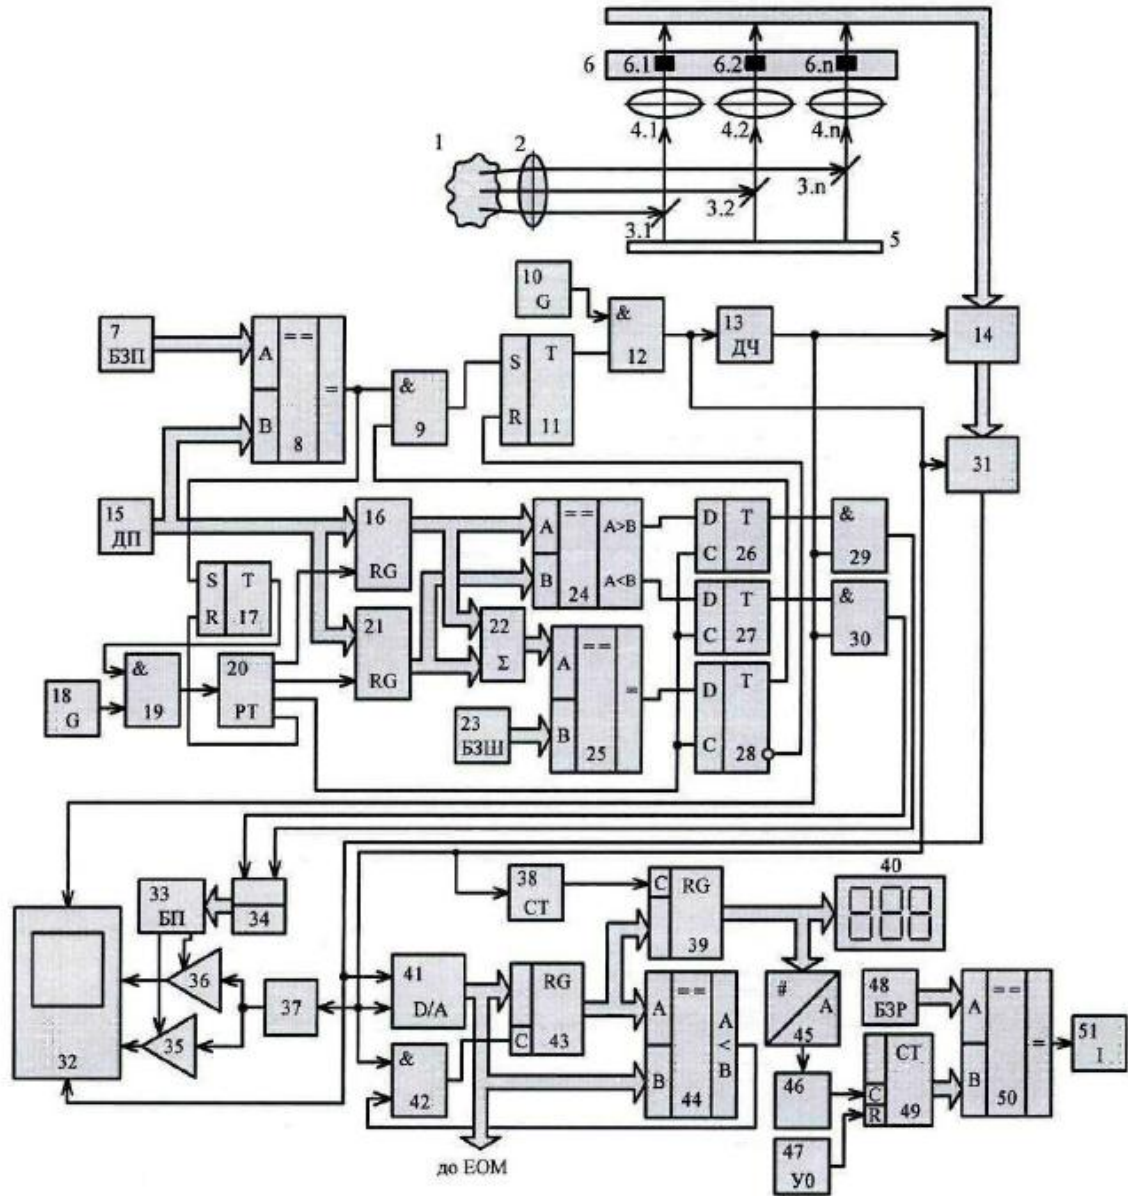 6
6.1
6.2
6.n
4.1
4.2
4.n
1
2
3.n
3.2
3.1
5
10
G
&
12
13
ДЧ
14
7
БЗП
A
= =
=
B
8
&
9
S
T
R
11
31
15
ДП
16
RG
A
= =
A>B
B
A<B
24
D
T
C
26
&
29
S
T
R
17
21
RG
22
Σ
D
T
C
27
&
30
18
G
&
19
20
РТ
23
БЗШ
A
= =
=
B
25
D
T
C
28
33
БП
34
32
36
35
37
38
СТ
C
RG
39
40
41
D/A
RG
C
43
A
= =
A
<
B
B
44
#
A
45
48
БЗР
A
= =
=
B
50
51
I
&
42
46
C
СТ
R
49
47
У0
до ЕОМ